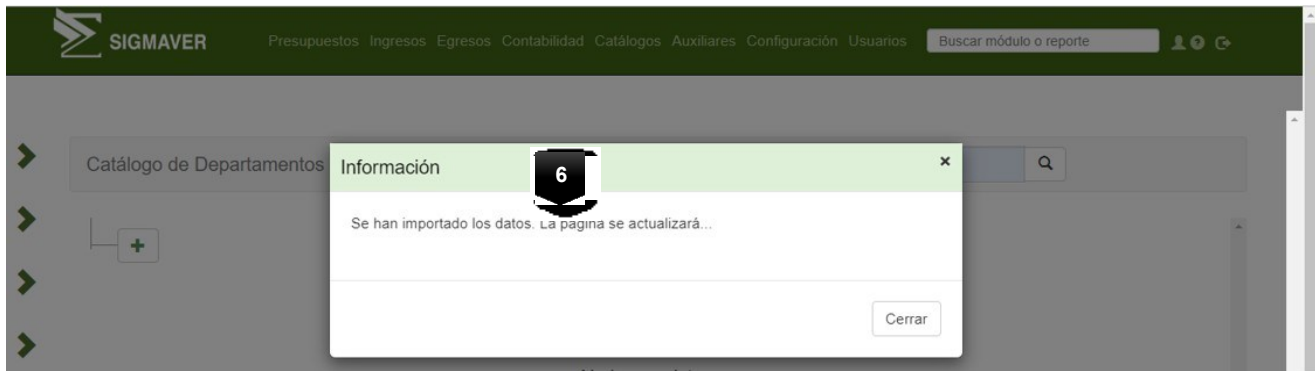 SIGMAVER
Presupuestos Ingresos Egresos Contabilidad Catálogos Auxiliares Configuración Usuarios
Buscar módulo o reporte
Catálogo de Departamentos
Información
×
6
Se han importado los datos. La página se actualizará...
+
Cerrar